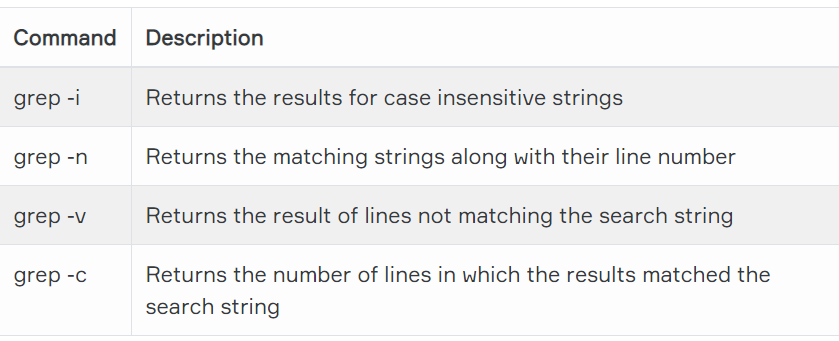 Command Description
grep -i Returns the results for case insensitive strings
grep -n Returns the matching strings along with their line number
grep -v Returns the result of lines not matching the search string
grep -c Returns the number of lines in which the results matched the
search string